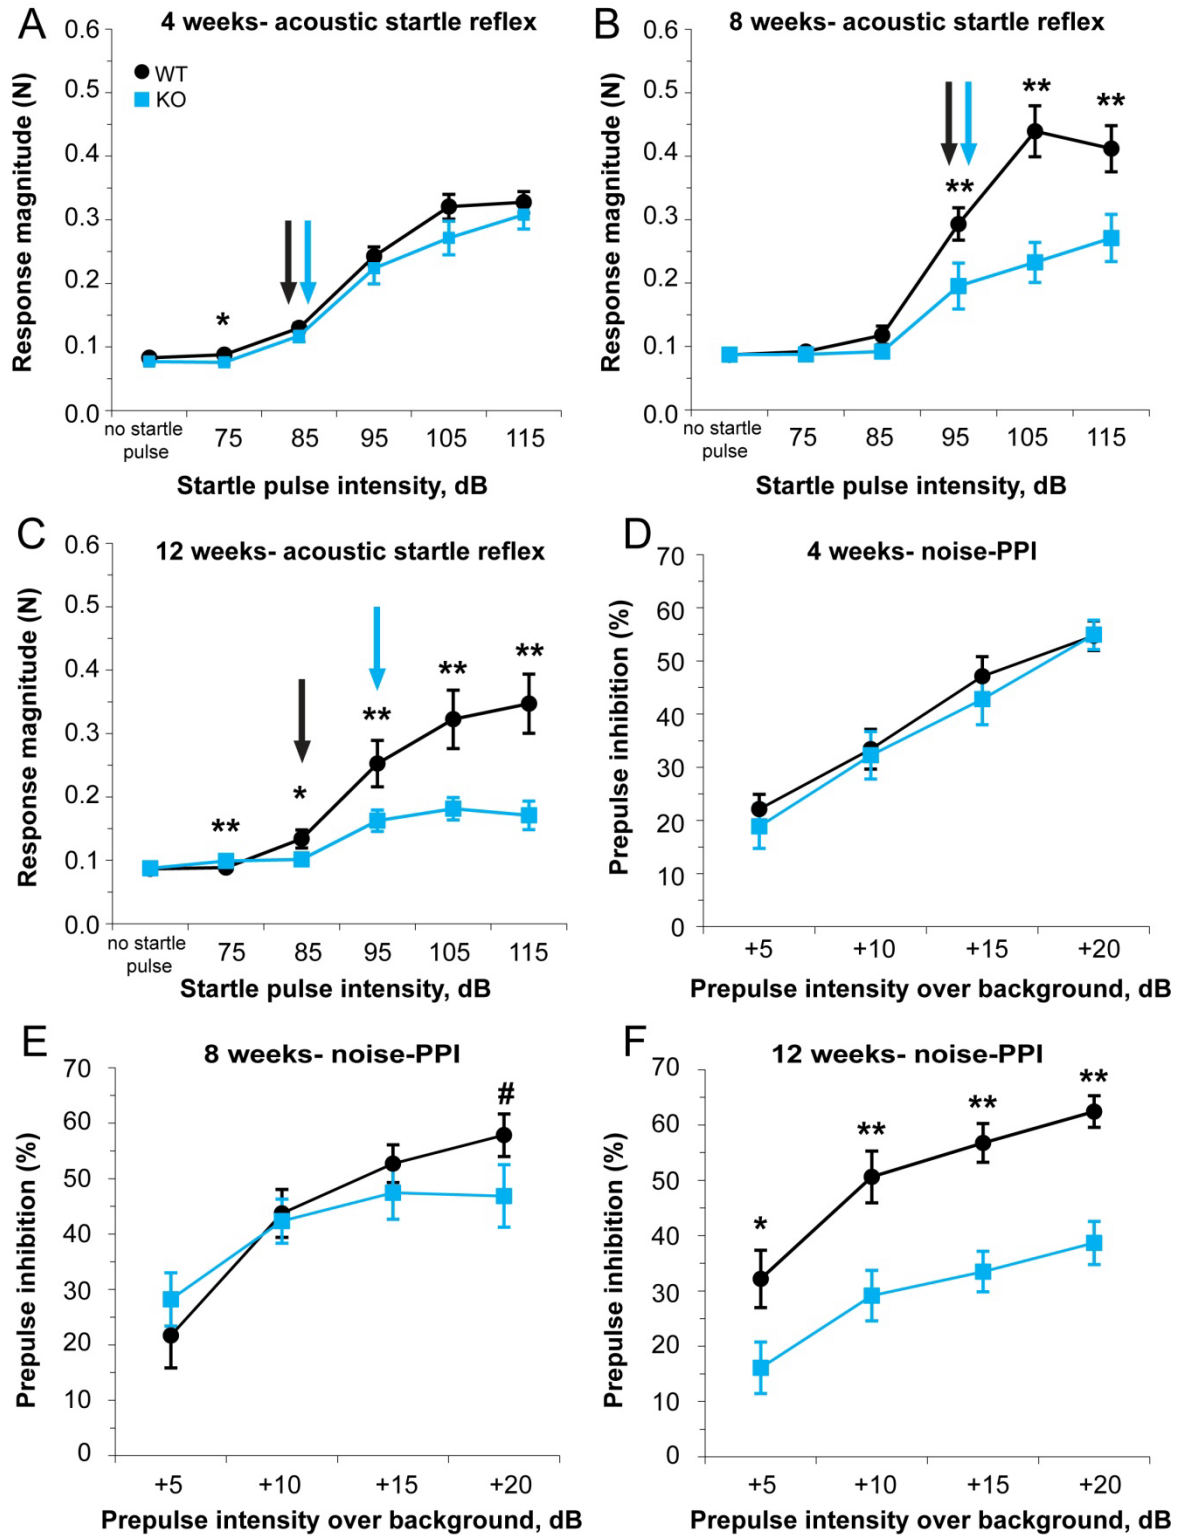 A
4 weeks- acoustic startle reflex
0.6
0.5
0.4
0.3
0.2
0.1
0.0
Response magnitude (N)
WT
KO
*
no startle
pulse
75
85
95
105
115
Startle pulse intensity, dB
B
8 weeks- acoustic startle reflex
0.6
0.5
0.4
0.3
0.2
0.1
0.0
Response magnitude (N)
**
**
**
no startle
pulse
75
85
95
105
115
Startle pulse intensity, dB
C
12 weeks- acoustic startle reflex
0.6
0.5
0.4
0.3
0.2
0.1
0.0
Response magnitude (N)
**
*
**
**
**
no startle
pulse
75
85
95
105
115
Startle pulse intensity, dB
D
4 weeks- noise-PPI
70
60
50
40
30
20
10
0
Prepulse inhibition (%)
+5
+10
+15
+20
Prepulse intensity over background, dB
E
8 weeks- noise-PPI
70
60
50
40
30
20
10
0
Prepulse inhibition (%)
#
+5
+10
+15
+20
Prepulse intensity over background, dB
F
12 weeks- noise-PPI
70
60
50
40
30
20
10
0
Prepulse inhibition (%)
*
**
**
**
+5
+10
+15
+20
Prepulse intensity over background, dB